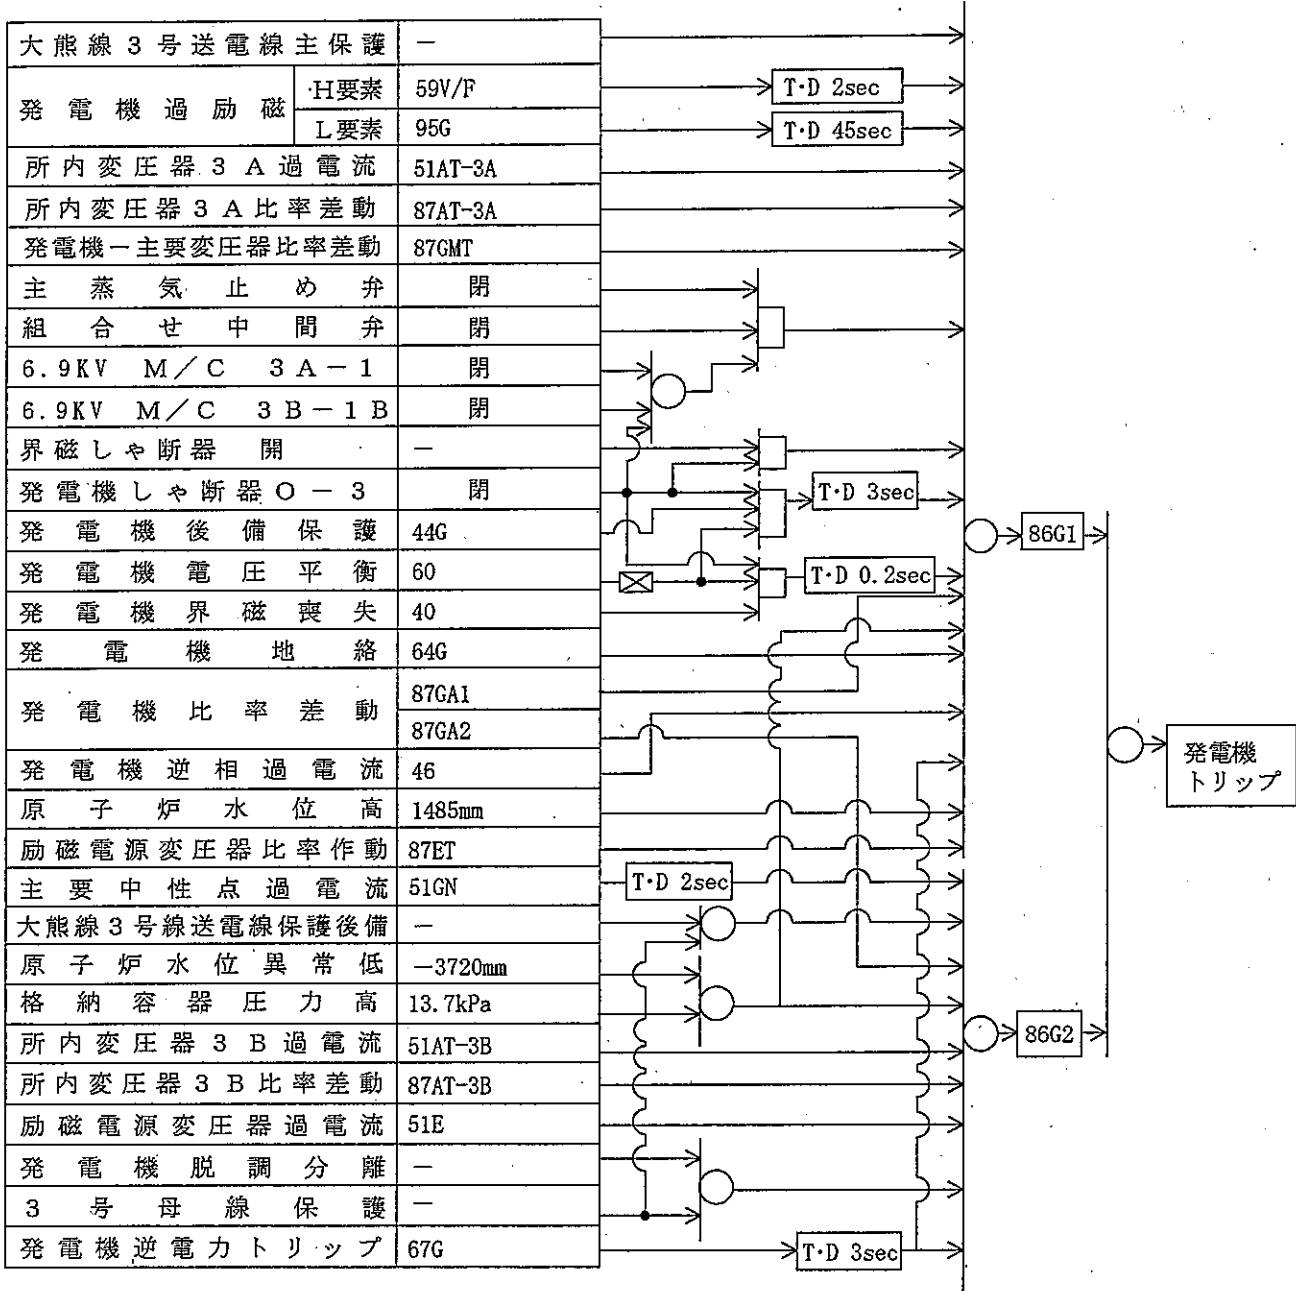 大熊線３号送電線主保護 －
発電機過励磁 H要素 59V/F T・D 2sec
L要素 95G T・D 45sec
所内変圧器３A過電流 51AT-3A
所内変圧器３A比率差動 87AT-3A
発電機－主要変圧器比率差動 87GMT
主蒸気止め弁 閉
組合せ中間弁 閉
6.9KV M／C 3A－1 閉
6.9KV M／C 3B－1B 閉
界磁しゃ断器 開 －
発電機しゃ断器O－3 閉 T・D 3sec
発電機後備保護 44G
86G1
発電機電圧平衡 60 T・D 0.2sec
発電機界磁喪失 40
発電機地絡 64G
発電機比率差動 87GA1
87GA2
発電機
トリップ
発電機逆相過電流 46
原子炉水位高 1485mm
励磁電源変圧器比率作動 87ET
主要中性点過電流 51GN T・D 2sec
大熊線３号線送電線保護後備 －
原子炉水位異常低 －3720mm
格納容器圧力高 13.7kPa
86G2
所内変圧器３B過電流 51AT-3B
所内変圧器３B比率差動 87AT-3B
励磁電源変圧器過電流 51E
発電機脱調分離 －
３号母線保護 －
発電機逆電力トリップ 67G T・D 3sec